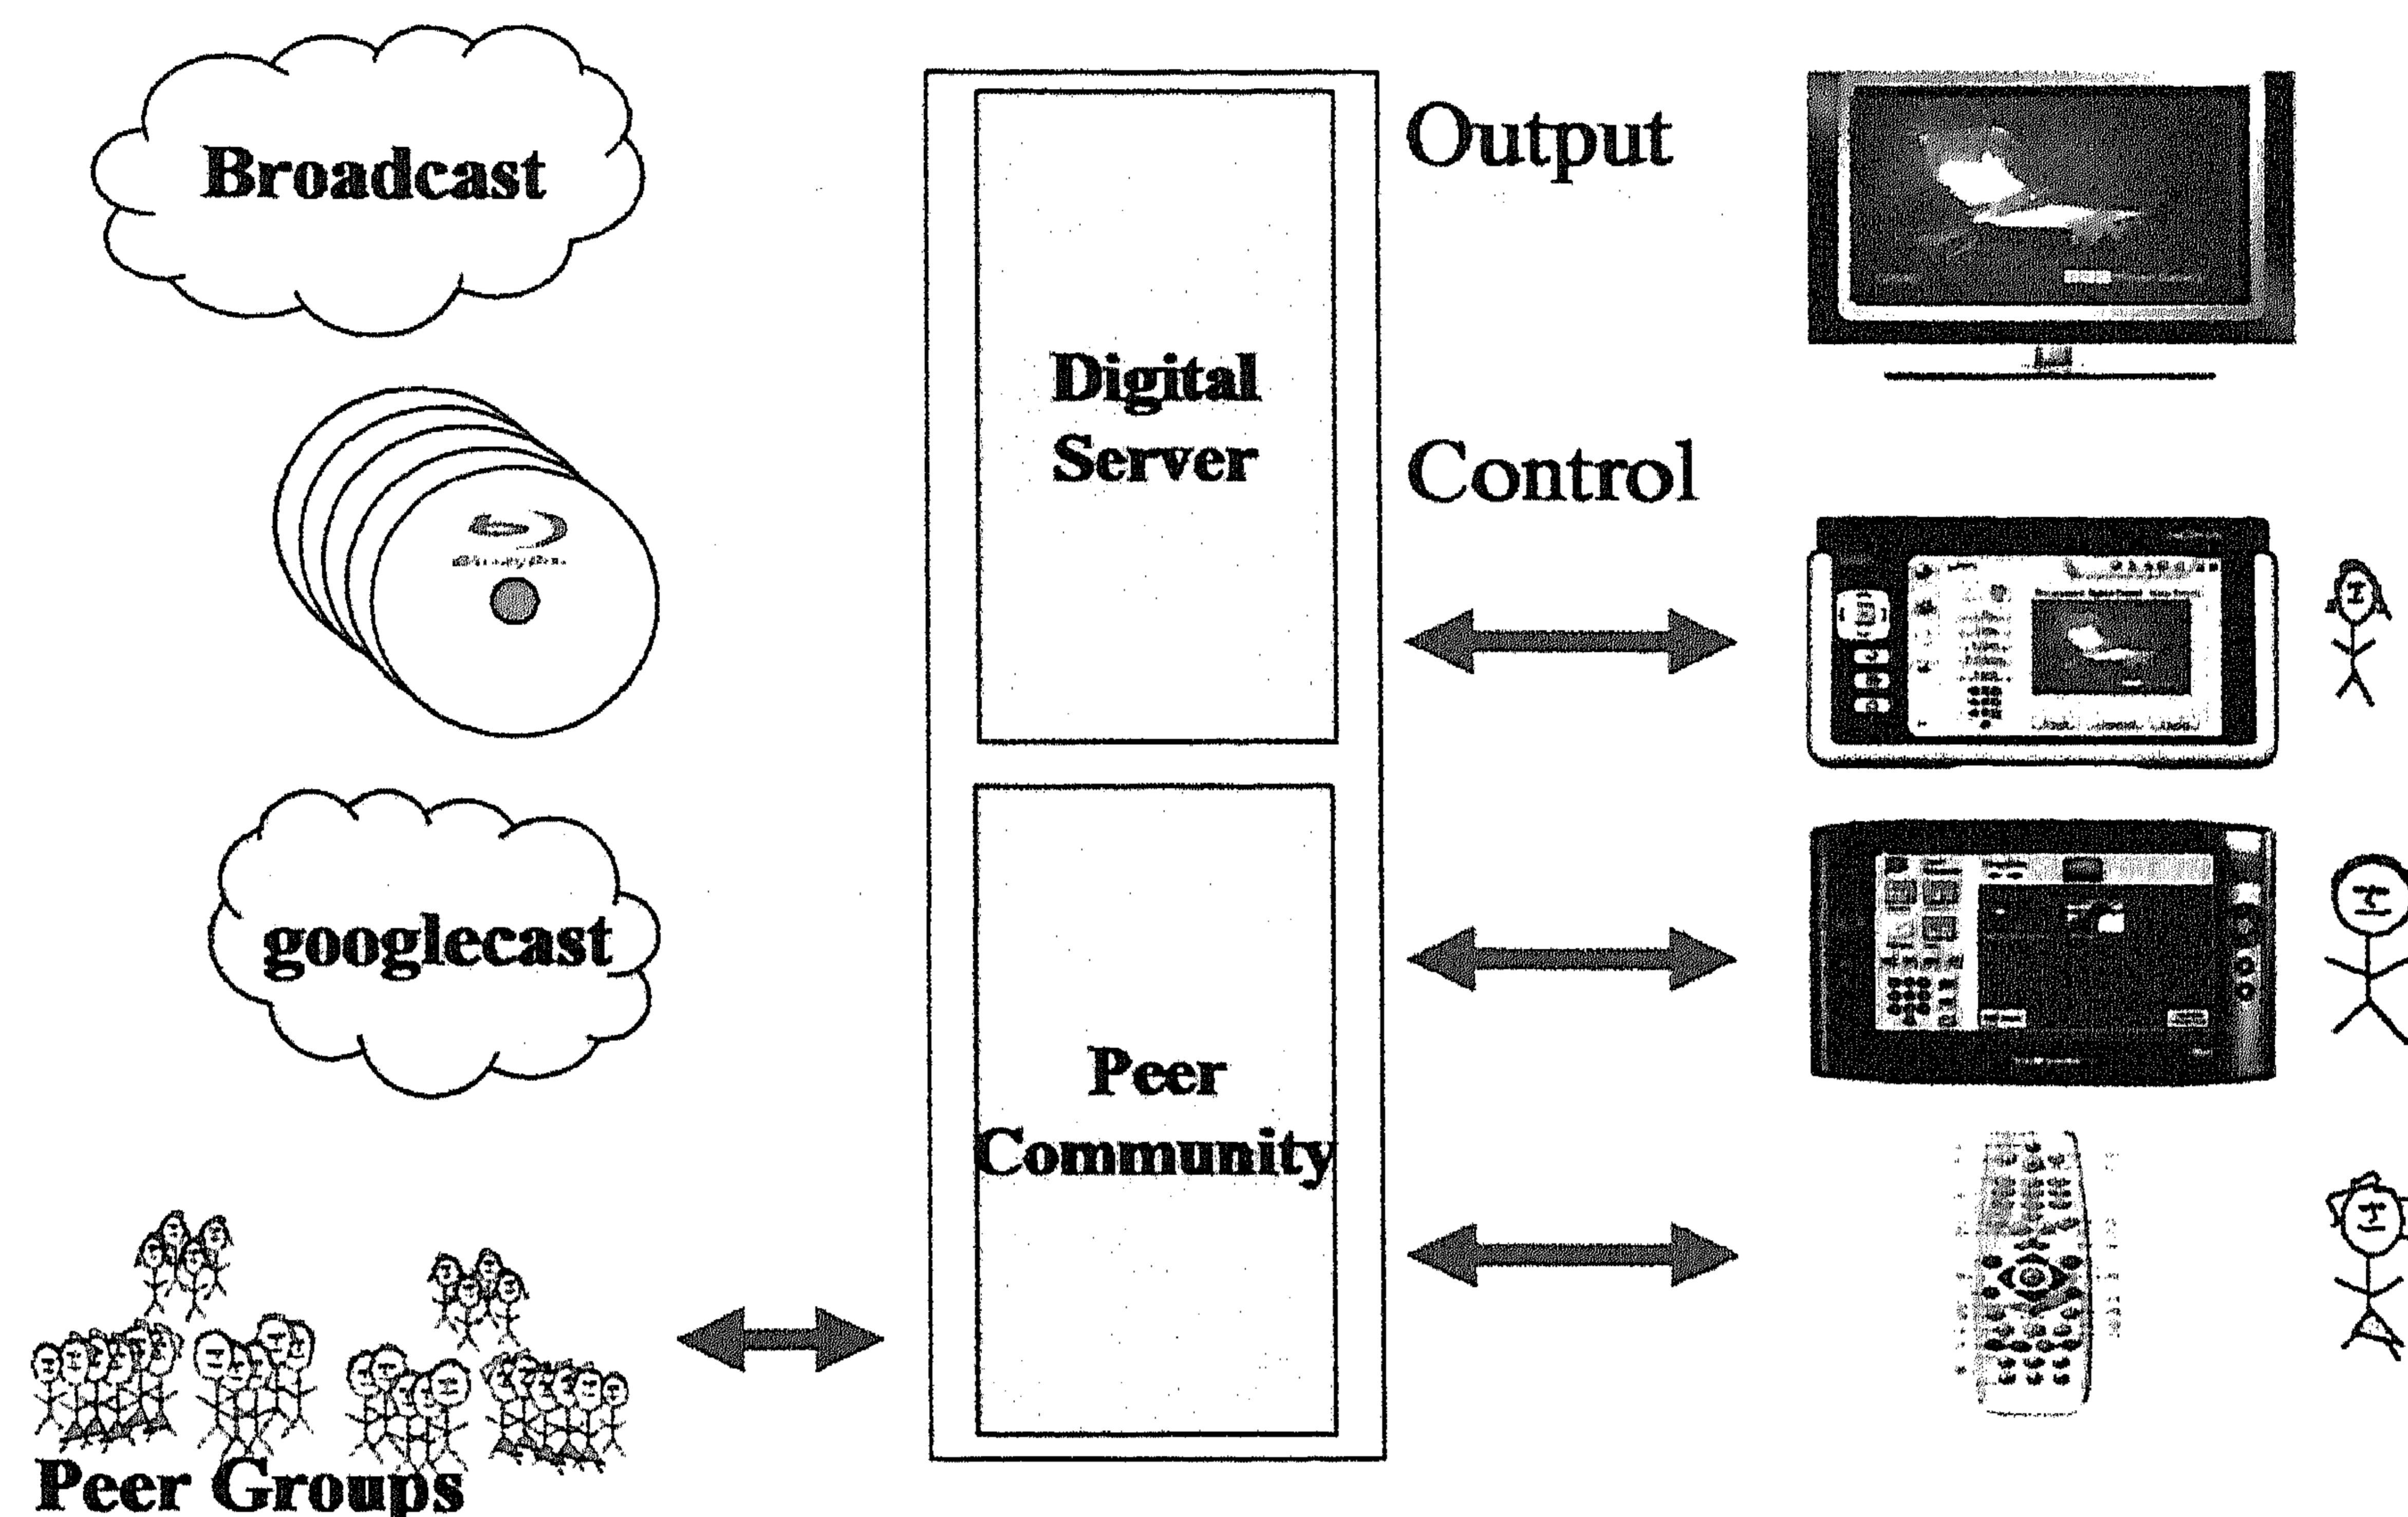 Broadcast
googlecast
Peer Groups
Digital
Server
Peer
Community
Output
Control